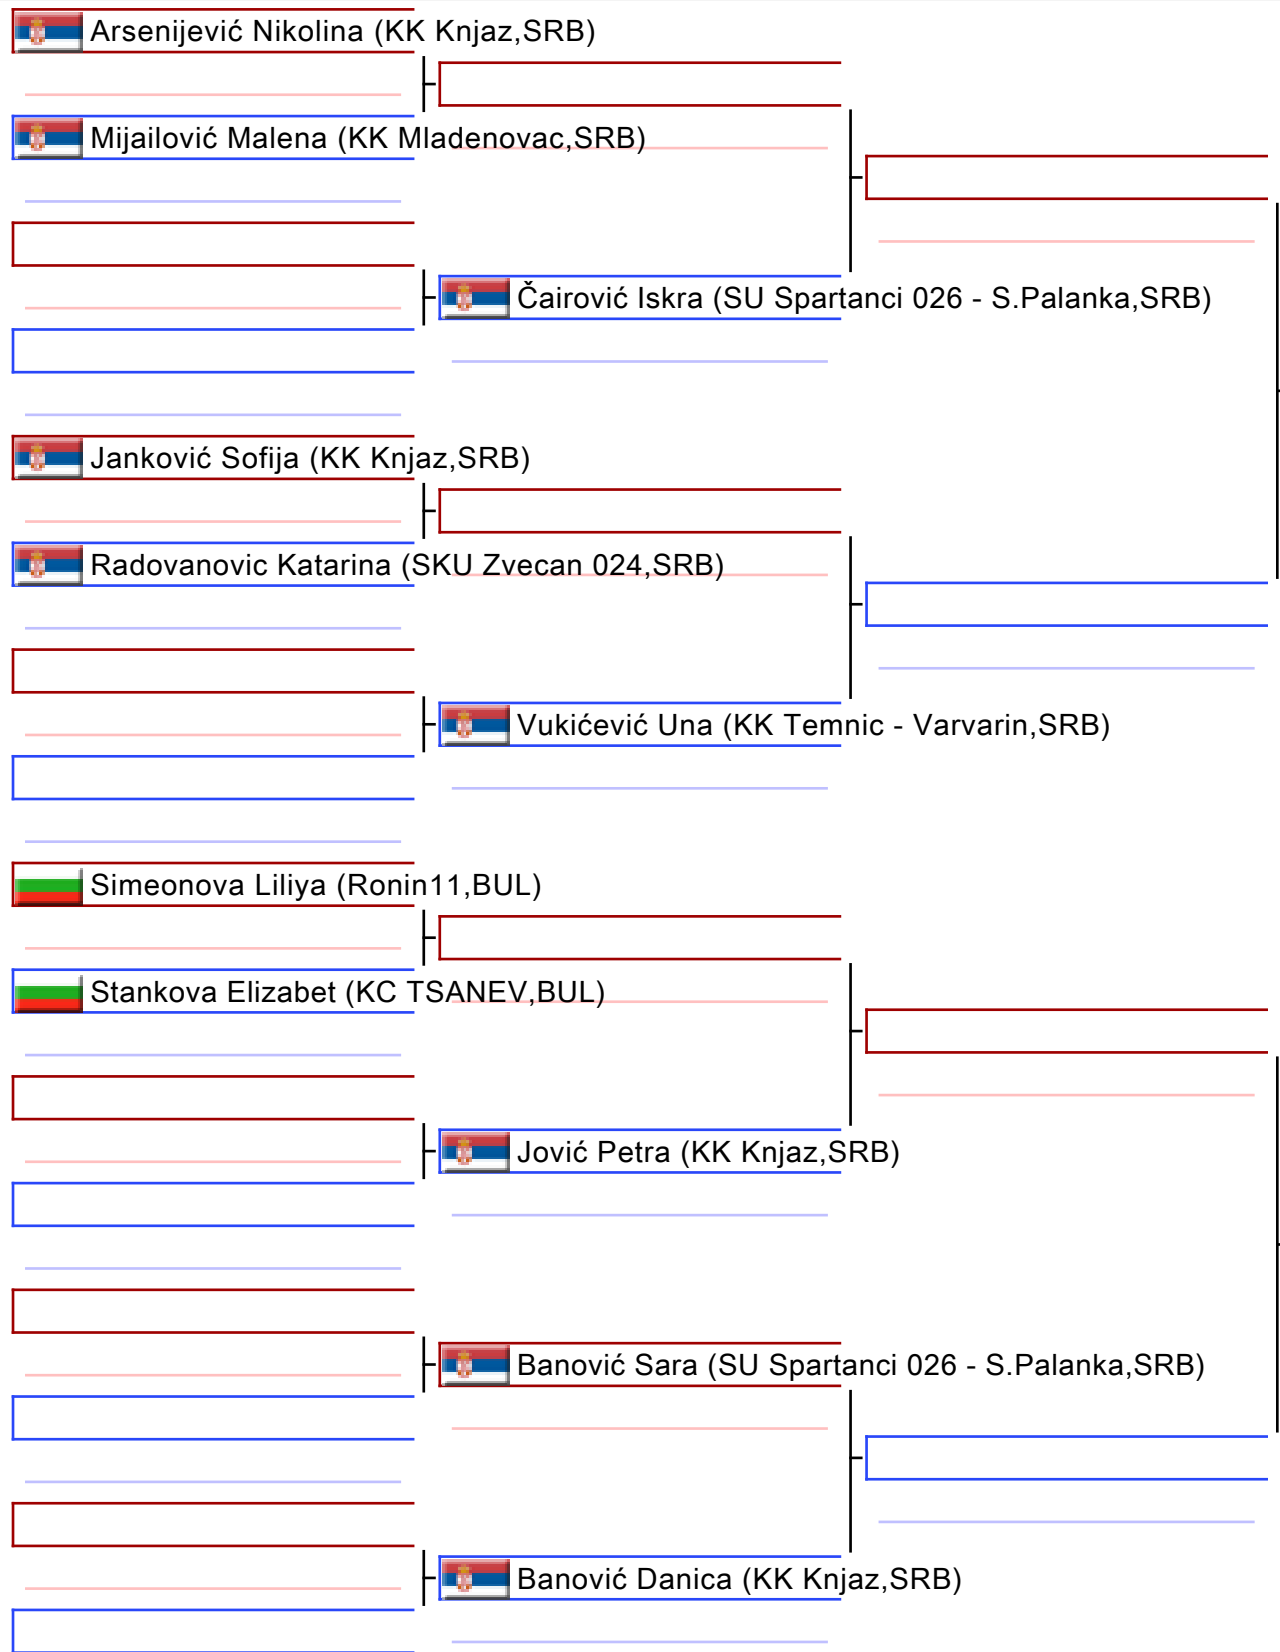 Arsenijević Nikolina (KK Knjaz,SRB)
Mijailović Malena (KK Mladenovac,SRB)
Čairović Iskra (SU Spartanci 026 - S.Palanka,SRB)
Janković Sofija (KK Knjaz,SRB)
Radovanovic Katarina (SKU Zvecan 024,SRB)
Vukićević Una (KK Temnic - Varvarin,SRB)
Simeonova Liliya (Ronin11,BUL)
Stankova Elizabet (KC TSANEV,BUL)
Jović Petra (KK Knjaz,SRB)
Banović Sara (SU Spartanci 026 - S.Palanka,SRB)
Banović Danica (KK Knjaz,SRB)